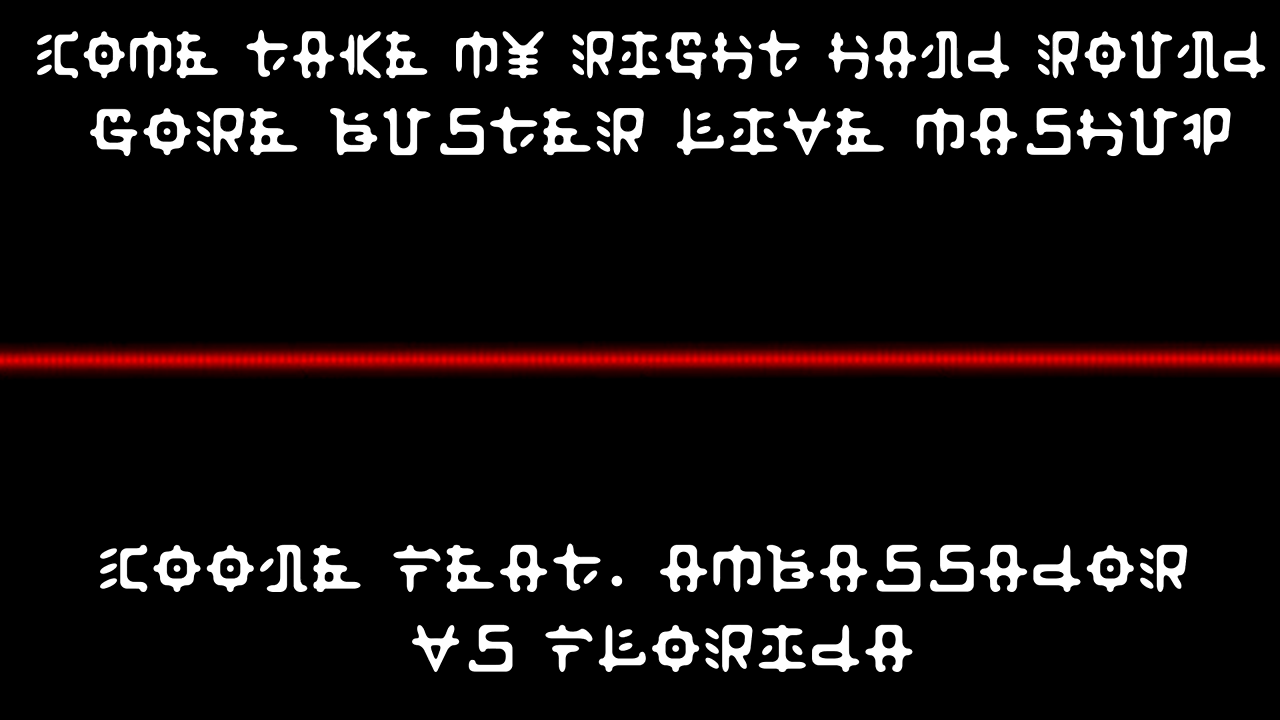 COME TAKE MY RIGHT HAND ROUND
GORE BUSTER LIVE MASHUP
COONE FEAT. AMBASSADOR
VS FLORIDA